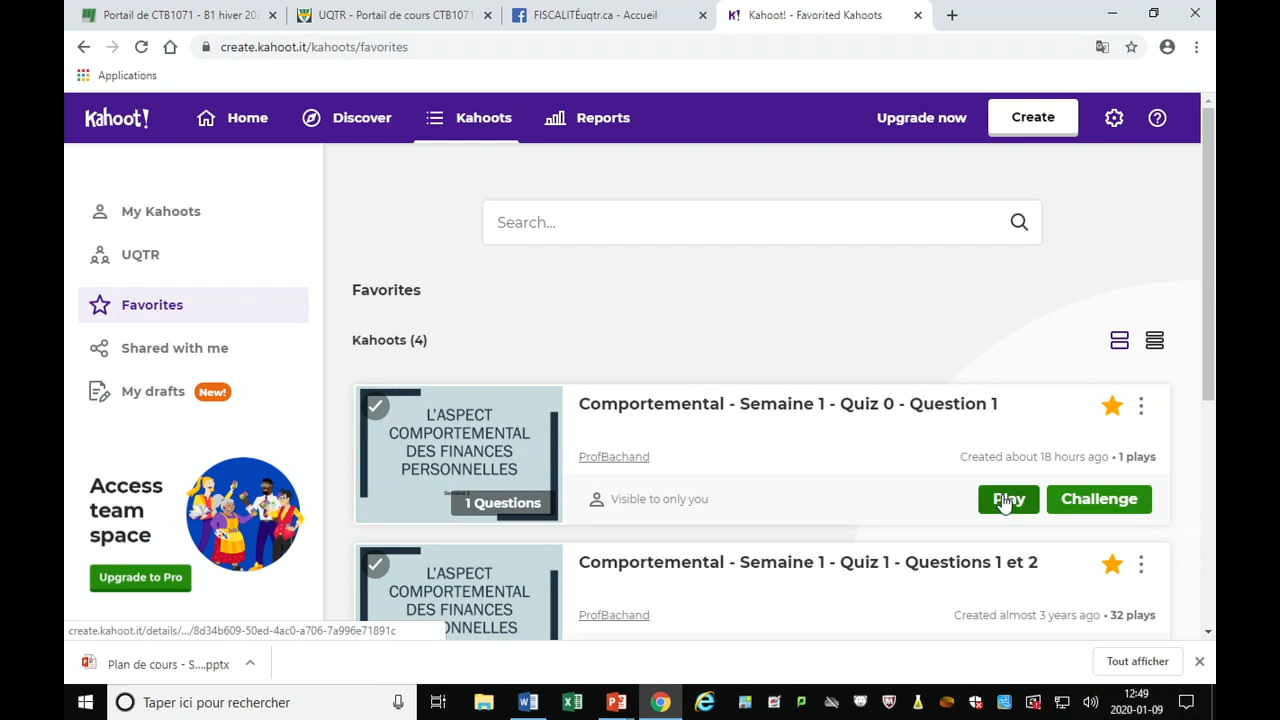 Portail de CTB1071 - B1 hiver 202
UQTR - Portail de cours CTB1071
FISCALITÉuqtr.ca - Accueil
K! Kahoot! - Favorited Kahoots
create.kahoot.it/kahoots/favorites
Applications
Kahoot!
Home
Discover
Kahoots
Reports
Upgrade now
Create
My Kahoots
UQTR
Favorites
Shared with me
My drafts New!
Access
team
space
Upgrade to Pro
Search...
Favorites
Kahoots (4)
L'ASPECT
COMPORTEMENTAL
DES FINANCES
PERSONNELLES
1 Questions
Comportemental - Semaine 1 - Quiz 0 - Question 1
ProfBachand
Created about 18 hours ago • 1 plays
Visible to only you
Play
Challenge
L'ASPECT
COMPORTEMENTAL
DES FINANCES
Comportemental - Semaine 1 - Quiz 1 - Questions 1 et 2
ProfBachand
Created almost 3 years ago • 32 plays
create.kahoot.it/details/.../8d34b609-50ed-4ac0-a706-7a996e71891c
Plan de cours - S....pptx
Tout afficher
Taper ici pour rechercher
12:49
2020-01-09